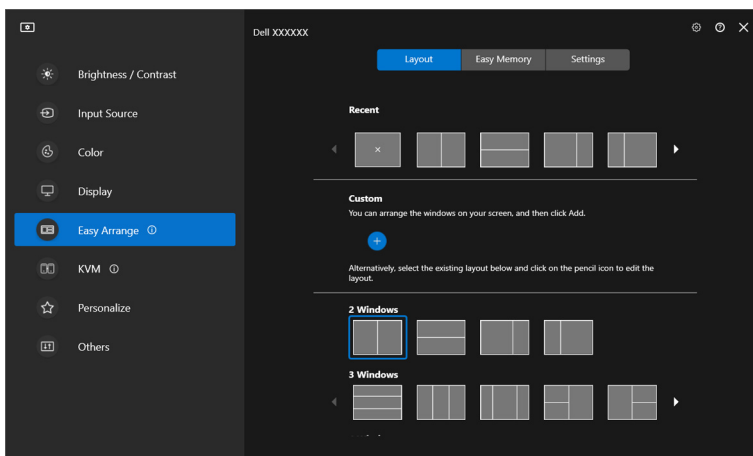 Dell XXXXXX
Brightness / Contrast
Input Source
Color
Display
Easy Arrange
KVM
Personalize
Others
Layout
Easy Memory
Settings
Recent
Custom
You can arrange the windows on your screen, and then click Add.
Alternatively, select the existing layout below and click on the pencil icon to edit the
layout.
2 Windows
3 Windows